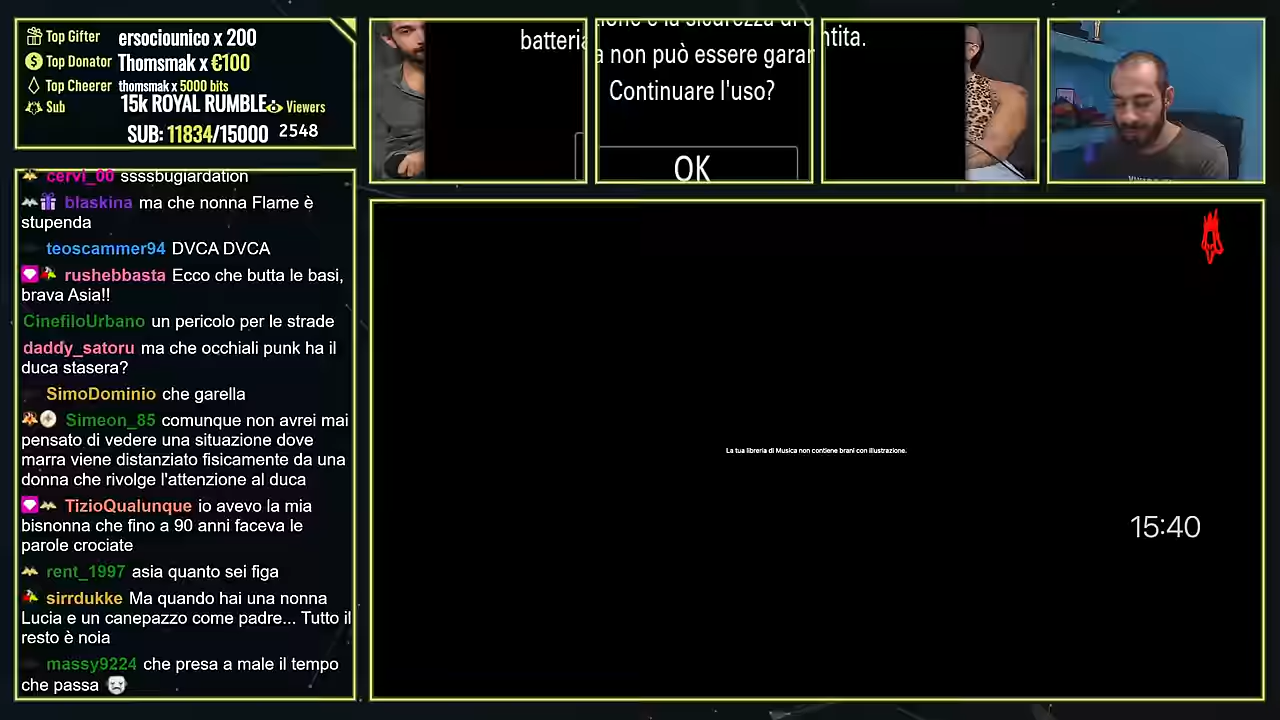 Top Gifter ersociounico x 200
Top Donator Thomsmak x €100
Top Cheerer thomsmak x 5000 bits
Sub 15k ROYAL RUMBLE: Viewers
SUB: 11834/15000 2548
cervi_00 ssssbugiardation
blaskina ma che nonna Flame è
stupenda
teoscammer94 DVCA DVCA
rushebbasta Ecco che butta le basi,
brava Asia!!
CinefiloUrbano un pericolo per le strade
daddy_satoru ma che occhiali punk ha il
duca stasera?
SimoDominio che garella
Simeon_85 comunque non avrei mai
pensato di vedere una situazione dove
marra viene distanziato fisicamente da una
donna che rivolge l'attenzione al duca
TizioQualunque io avevo la mia
bisnonna che fino a 90 anni faceva le
parole crociate
rent_1997 asia quanto sei figa
sirrdukke Ma quando hai una nonna
Lucia e un canepazzo come padre... Tutto il
resto è noia
massy9224 che presa a male il tempo
che passa
batteria
la sicurezza di
non può essere garan
Continuare l'uso?
OK
ntita.
La tua libreria di Musica non contiene brani con illustrazione.
15:40